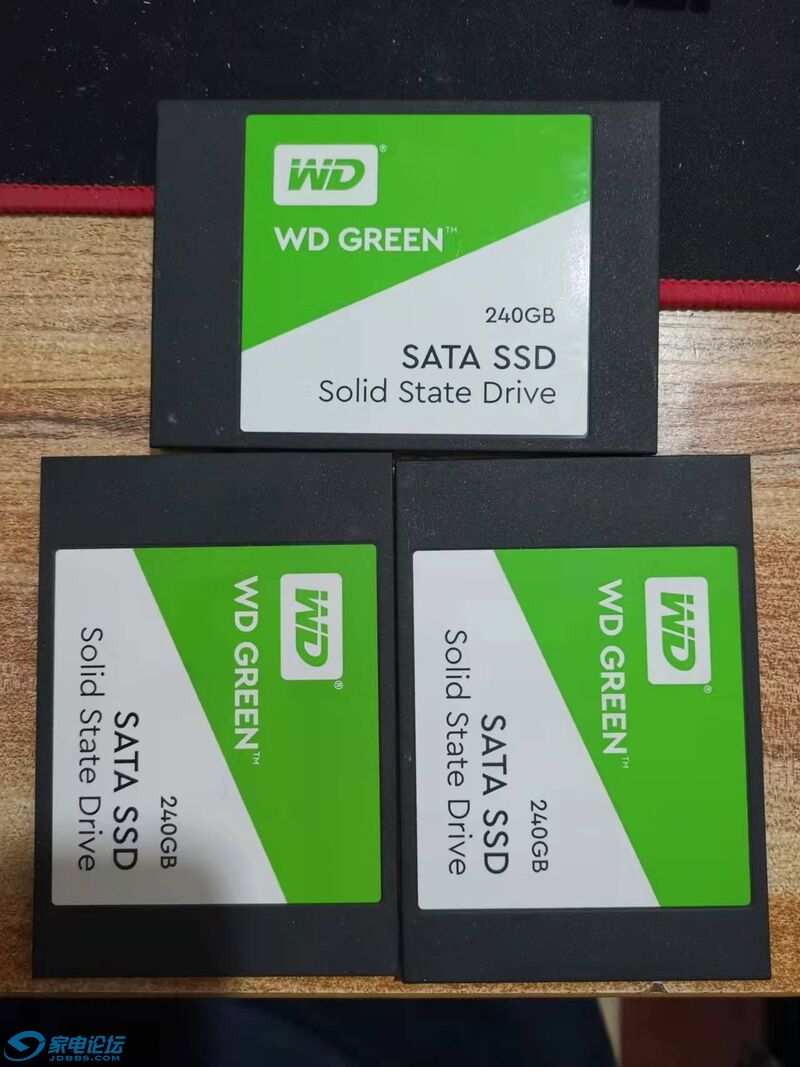 WD®
WD GREEN™
240GB
SATA SSD
Solid State Drive
WD®
WD GREEN™
240GB
SATA SSD
Solid State Drive
WD®
WD GREEN™
240GB
SATA SSD
Solid State Drive
家电论坛
JDBBS.COM